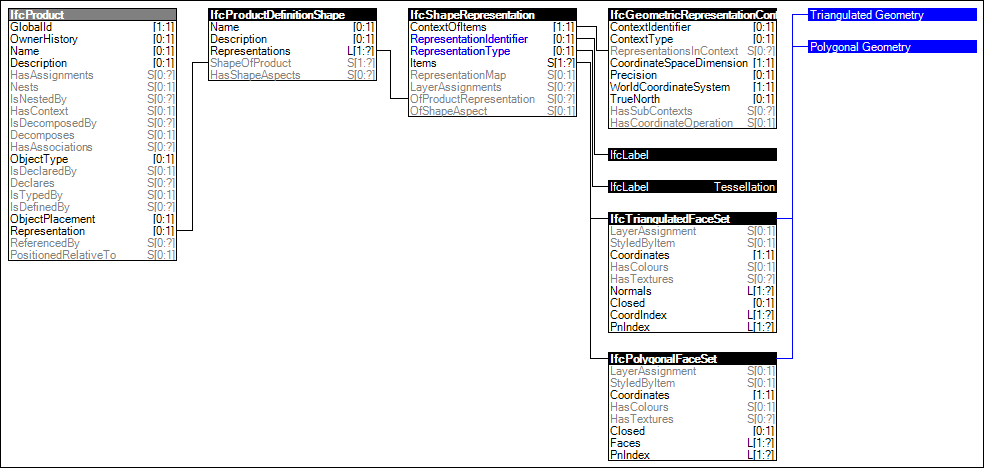 IfcProduct
GlobalId [1:1]
OwnerHistory [0:1]
Name [0:1]
Description [0:1]
HasAssignments S[0:?]
Nests S[0:1]
IsNestedBy S[0:?]
HasContext S[0:1]
IsDecomposedBy S[0:?]
Decomposes S[0:1]
HasAssociations S[0:?]
ObjectType [0:1]
IsDeclaredBy S[0:1]
Declares S[0:?]
IsTypedBy S[0:1]
IsDefinedBy S[0:?]
ObjectPlacement [0:1]
Representation [0:1]
ReferencedBy S[0:?]
PositionedRelativeTo S[0:1]
IfcProductDefinitionShape
Name [0:1]
Description [0:1]
Representations L[1:?]
ShapeOfProduct S[1:?]
HasShapeAspects S[0:?]
IfcShapeRepresentation
ContextOfItems [1:1]
RepresentationIdentifier [0:1]
RepresentationType [0:1]
Items S[1:?]
RepresentationMap S[0:1]
LayerAssignments S[0:?]
OfProductRepresentation S[0:?]
OfShapeAspect S[0:1]
IfcGeometricRepresentationCont
ContextIdentifier [0:1]
ContextType [0:1]
RepresentationsInContext S[0:?]
CoordinateSpaceDimension [1:1]
Precision [0:1]
WorldCoordinateSystem [1:1]
TrueNorth [0:1]
HasSubContexts S[0:?]
HasCoordinateOperation S[0:1]
IfcLabel
IfcLabel Tessellation
IfcTriangulatedFaceSet
LayerAssignment S[0:1]
StyledByItem S[0:1]
Coordinates [1:1]
HasColours S[0:1]
HasTextures S[0:?]
Normals L[1:?]
Closed [0:1]
CoordIndex L[1:?]
PnIndex L[1:?]
IfcPolygonalFaceSet
LayerAssignment S[0:1]
StyledByItem S[0:1]
Coordinates [1:1]
HasColours S[0:1]
HasTextures S[0:?]
Closed [0:1]
Faces L[1:?]
PnIndex L[1:?]
Triangulated Geometry
Polygonal Geometry